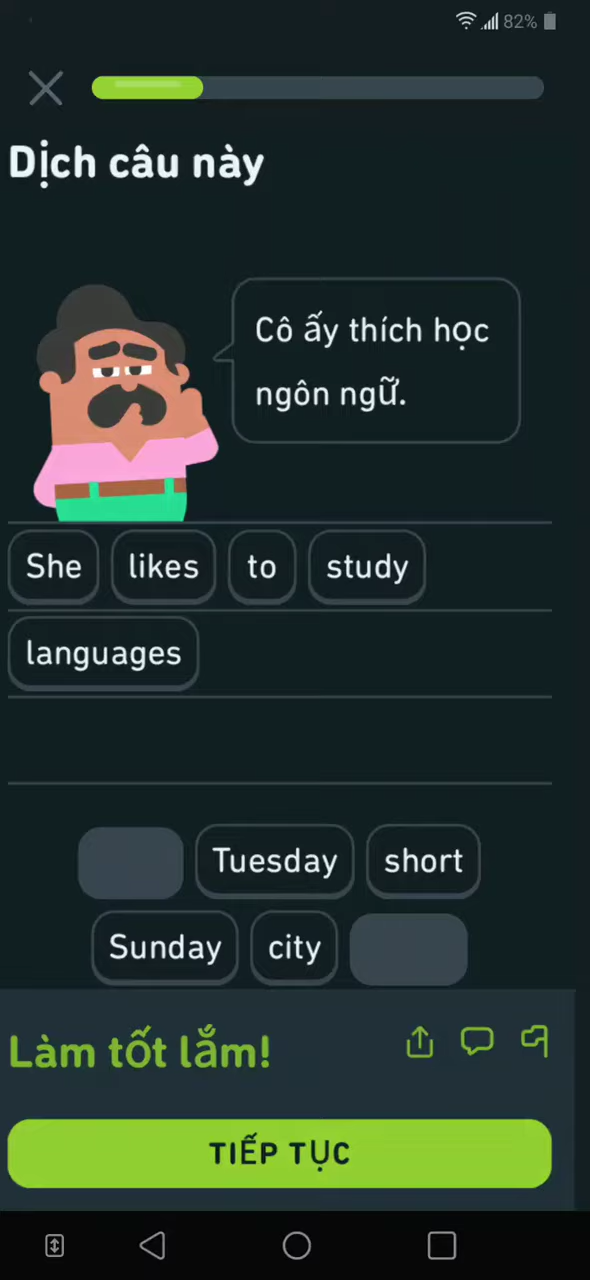 82%
Dịch câu này
Cô ấy thích học
ngôn ngữ.
She likes to study
languages
Tuesday short
Sunday city
Làm tốt lắm!
TIẾP TỤC